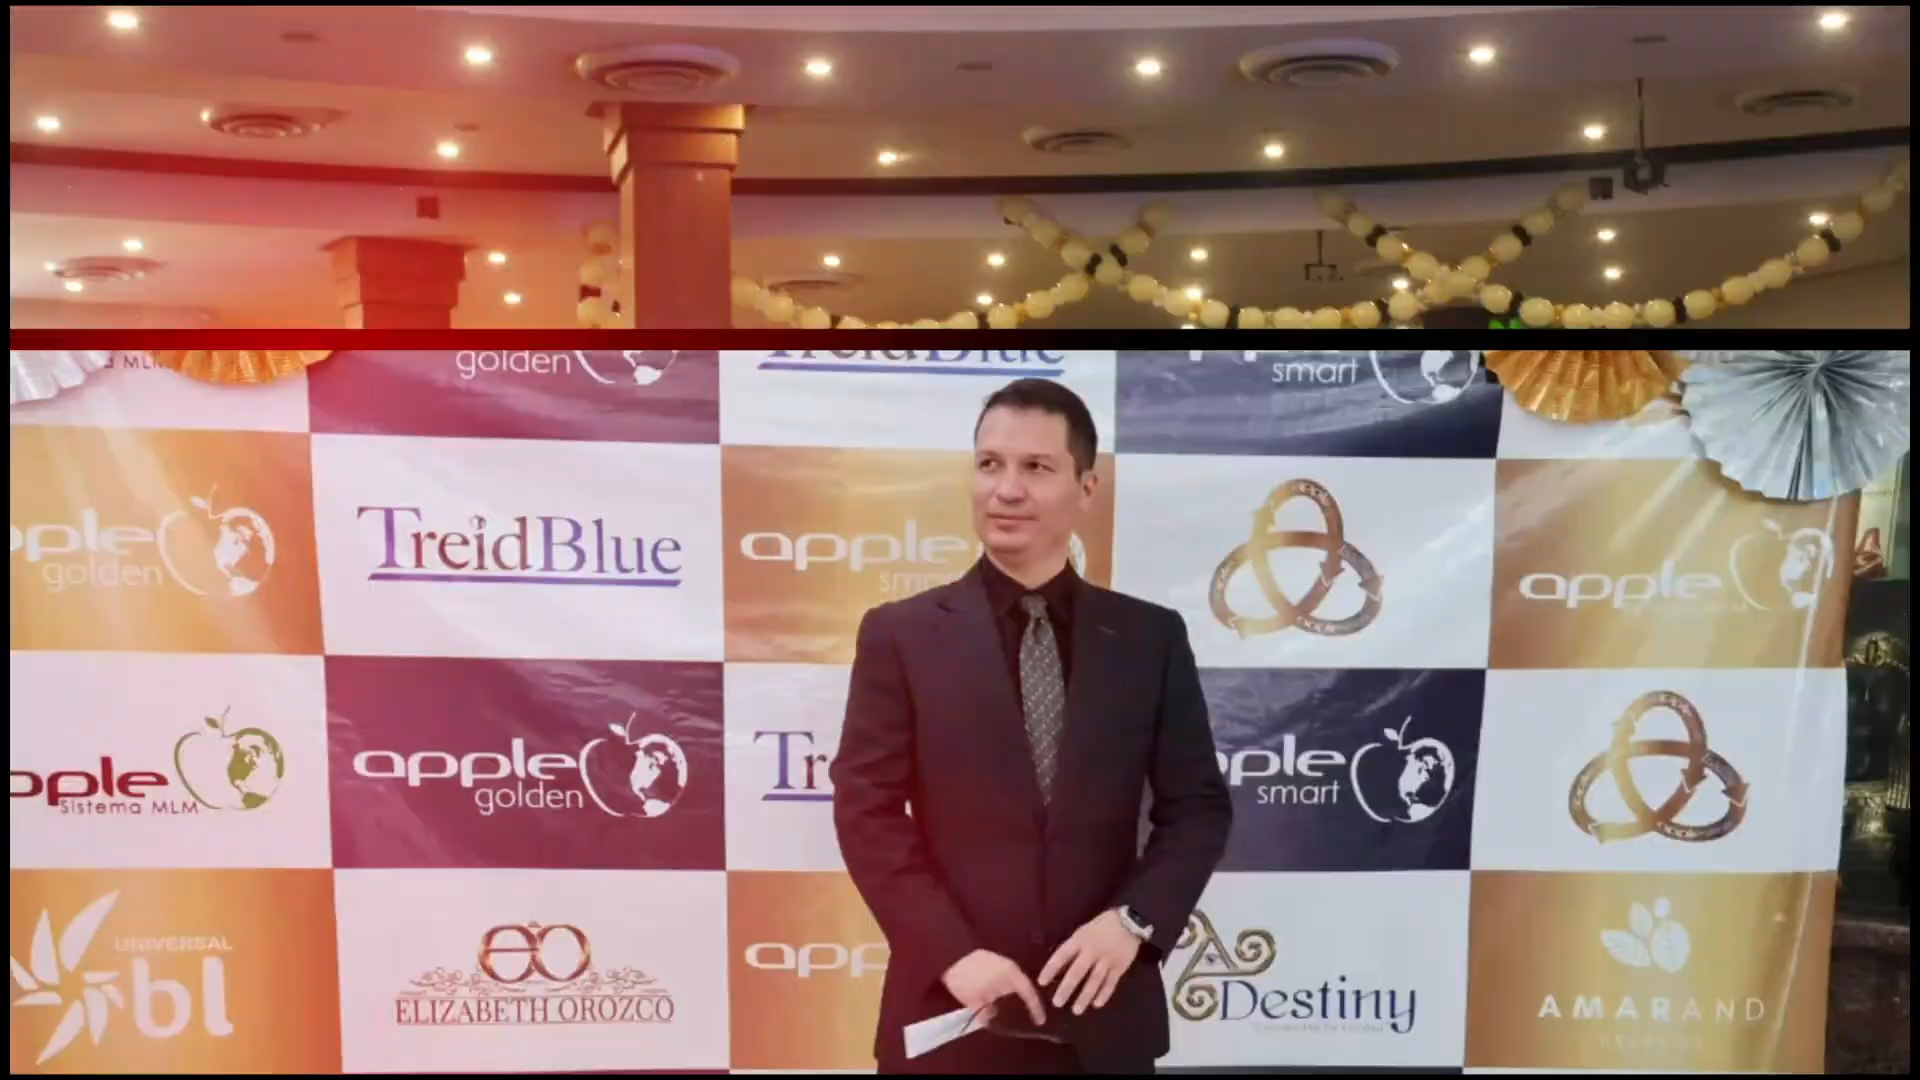 golden
TreidBlue
smart
apple
golden
TreidBlue
apple
apple
apple
Sistema MLM
apple
golden
Tr
apple
smart
UNIVERSAL
bl
ELIZABETH OROZCO
app
Destiny
AMARAND